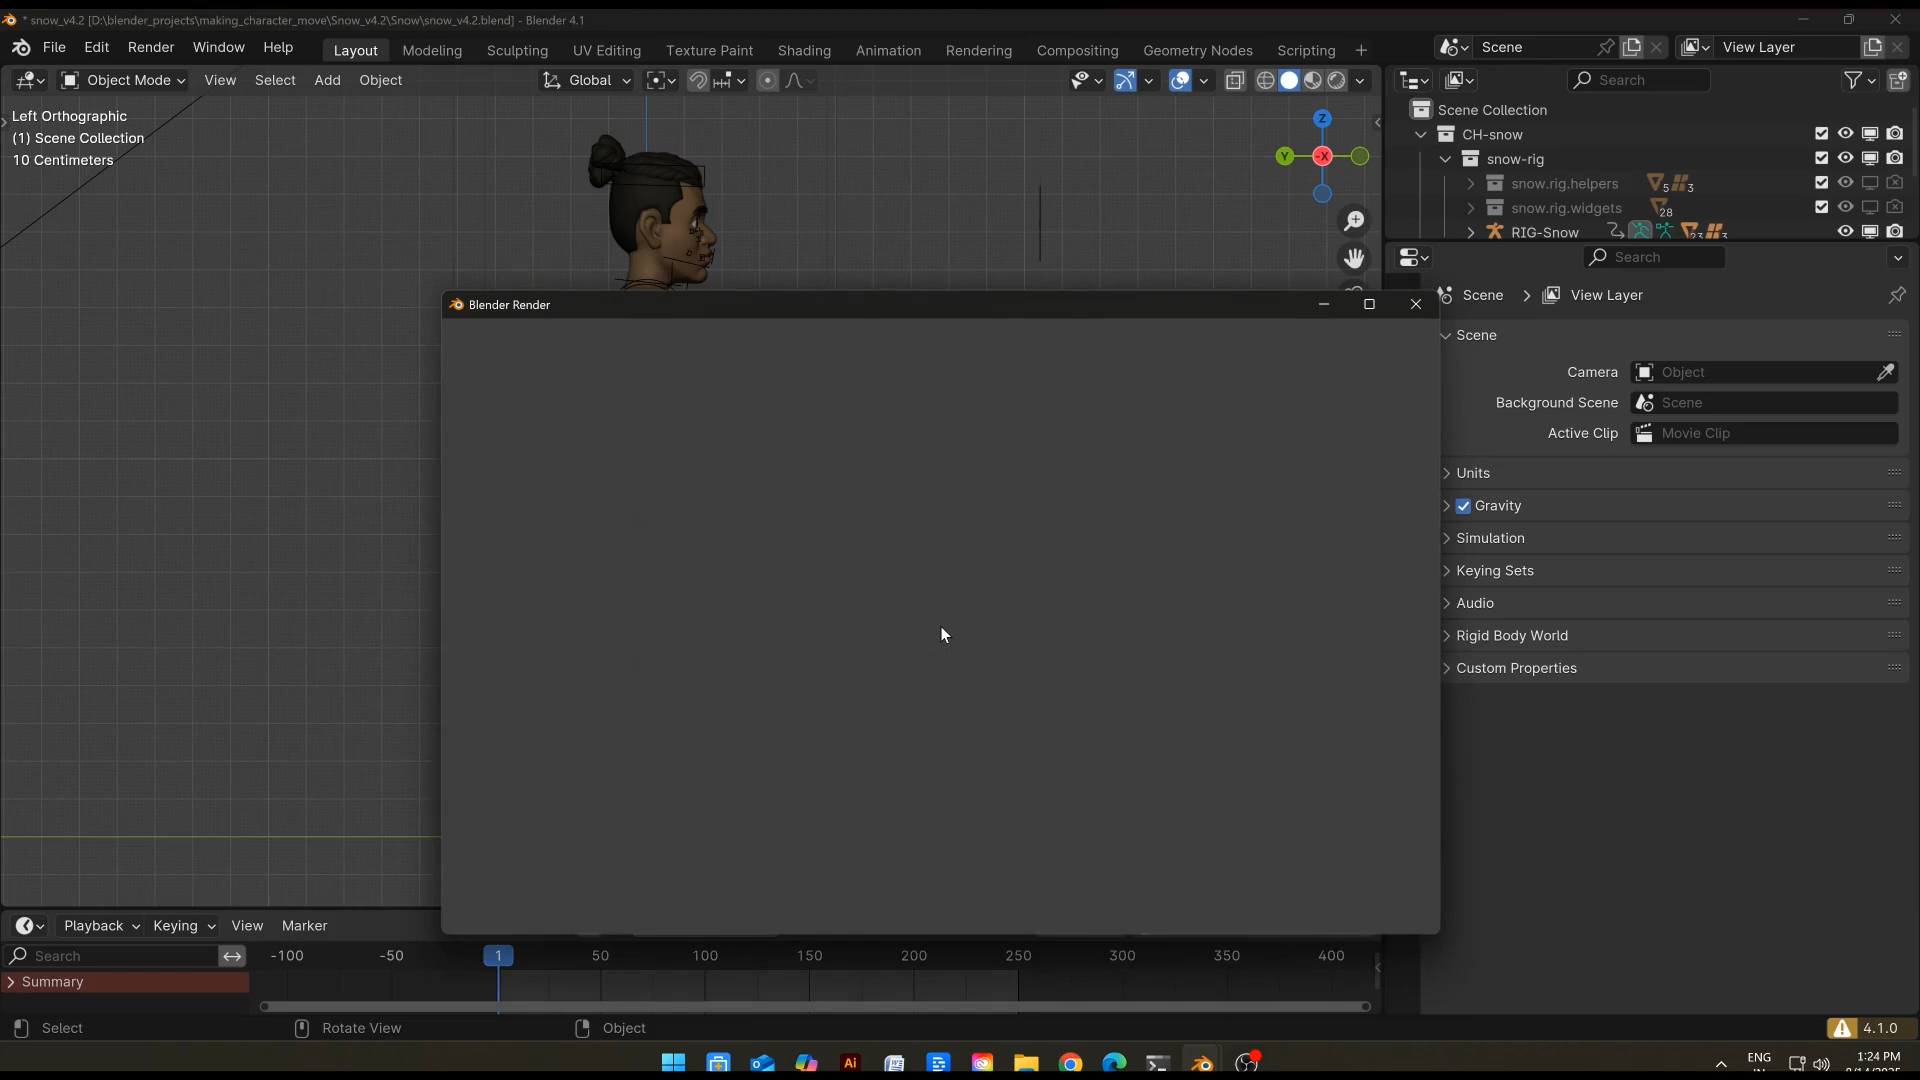 * snow_v4.2 [D:\blender_projects\making_character_move\Snow_v4.2\Snow\snow_v4.2.blend] - Blender 4.1
File Edit Render Window Help Layout Modeling Sculpting UV Editing Texture Paint Shading Animation Rendering Compositing Geometry Nodes Scripting + Scene View Layer
Object Mode View Select Add Object Global Search
Left Orthographic
(1) Scene Collection
10 Centimeters
Z
Y
-X
Scene Collection
CH-snow
snow-rig
snow.rig.helpers 5 3
snow.rig.widgets 28
RIG-Snow 23 3
Search
Scene > View Layer
Blender Render
Scene
Camera Object
Background Scene Scene
Active Clip Movie Clip
Units
Gravity
Simulation
Keying Sets
Audio
Rigid Body World
Custom Properties
Playback Keying View Marker
Search -100 -50 1 50 100 150 200 250 300 350 400
Summary
Select Rotate View Object 4.1.0
Ai
ENG 1:24 PM